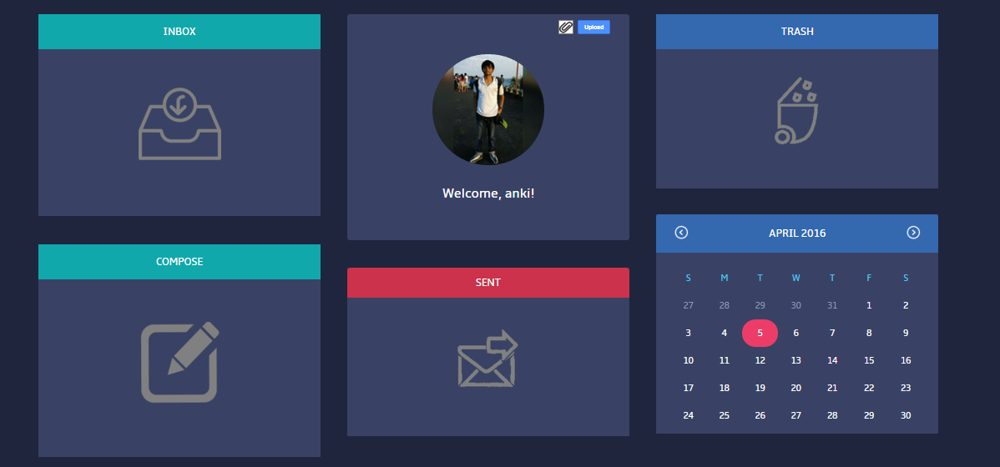 INBOX
COMPOSE
Upload
Welcome, anki!
SENT
TRASH
APRIL 2016
S M T W T F S
27 28 29 30 31 1 2
3 4 5 6 7 8 9
10 11 12 13 14 15 16
17 18 19 20 21 22 23
24 25 26 27 28 29 30